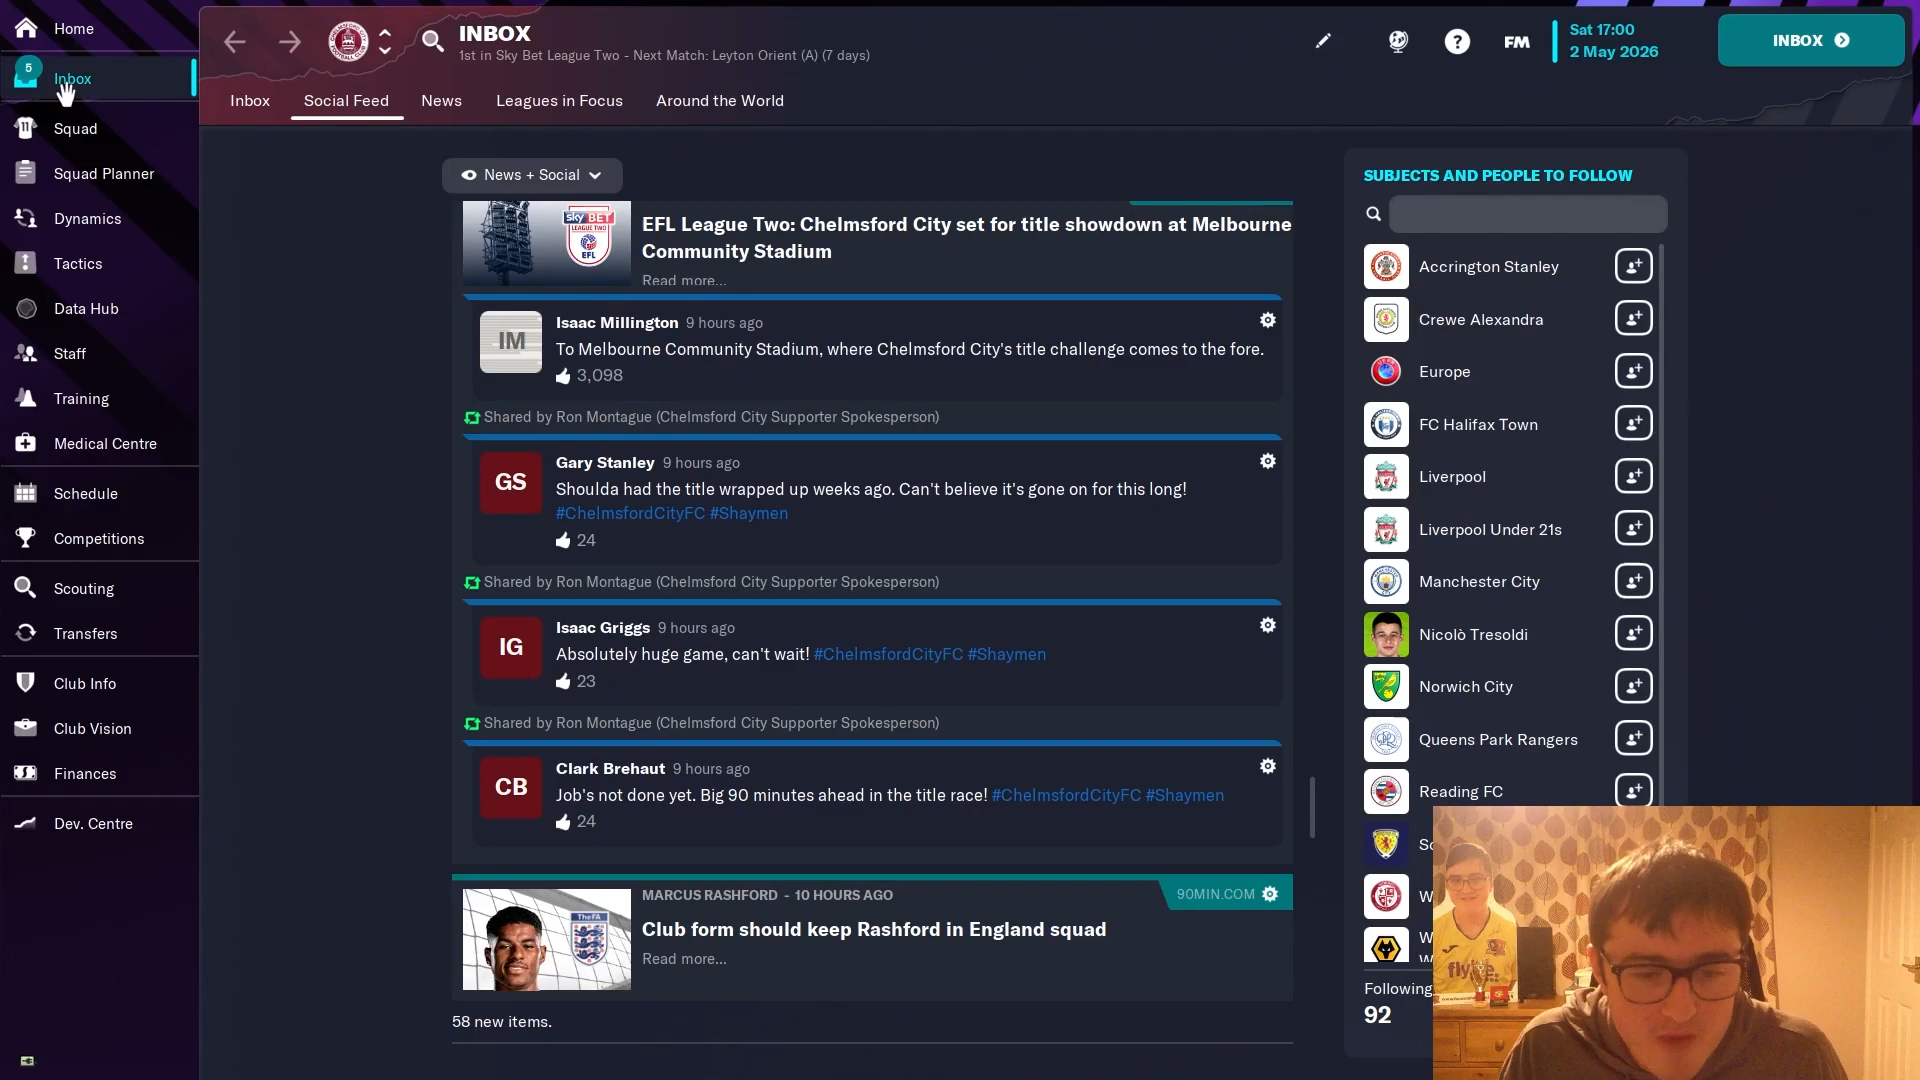 Home
5
Inbox
Squad
Squad Planner
Dynamics
Tactics
Data Hub
Staff
Training
Medical Centre
Schedule
Competitions
Scouting
Transfers
Club Info
Club Vision
Finances
Dev. Centre
INBOX
1st in Sky Bet League Two - Next Match: Leyton Orient (A) (7 days)
?
FM
Sat 17:00
2 May 2026
INBOX
Inbox
Social Feed
News
Leagues in Focus
Around the World
News + Social
sky BET
LEAGUE TWO
EFL
EFL League Two: Chelmsford City set for title showdown at Melbourne
Community Stadium
Read more...
IM
Isaac Millington 9 hours ago
To Melbourne Community Stadium, where Chelmsford City's title challenge comes to the fore.
3,098
Shared by Ron Montague (Chelmsford City Supporter Spokesperson)
GS
Gary Stanley 9 hours ago
Shoulda had the title wrapped up weeks ago. Can't believe it's gone on for this long!
#ChelmsfordCityFC #Shaymen
24
Shared by Ron Montague (Chelmsford City Supporter Spokesperson)
IG
Isaac Griggs 9 hours ago
Absolutely huge game, can't wait! #ChelmsfordCityFC #Shaymen
23
Shared by Ron Montague (Chelmsford City Supporter Spokesperson)
CB
Clark Brehaut 9 hours ago
Job's not done yet. Big 90 minutes ahead in the title race! #ChelmsfordCityFC #Shaymen
24
MARCUS RASHFORD - 10 HOURS AGO
90MIN.COM
The FA
Club form should keep Rashford in England squad
Read more...
58 new items.
SUBJECTS AND PEOPLE TO FOLLOW
Accrington Stanley
Crewe Alexandra
Europe
FC Halifax Town
Liverpool
Liverpool Under 21s
Manchester City
Nicolò Tresoldi
Norwich City
Queens Park Rangers
Reading FC
Following
92